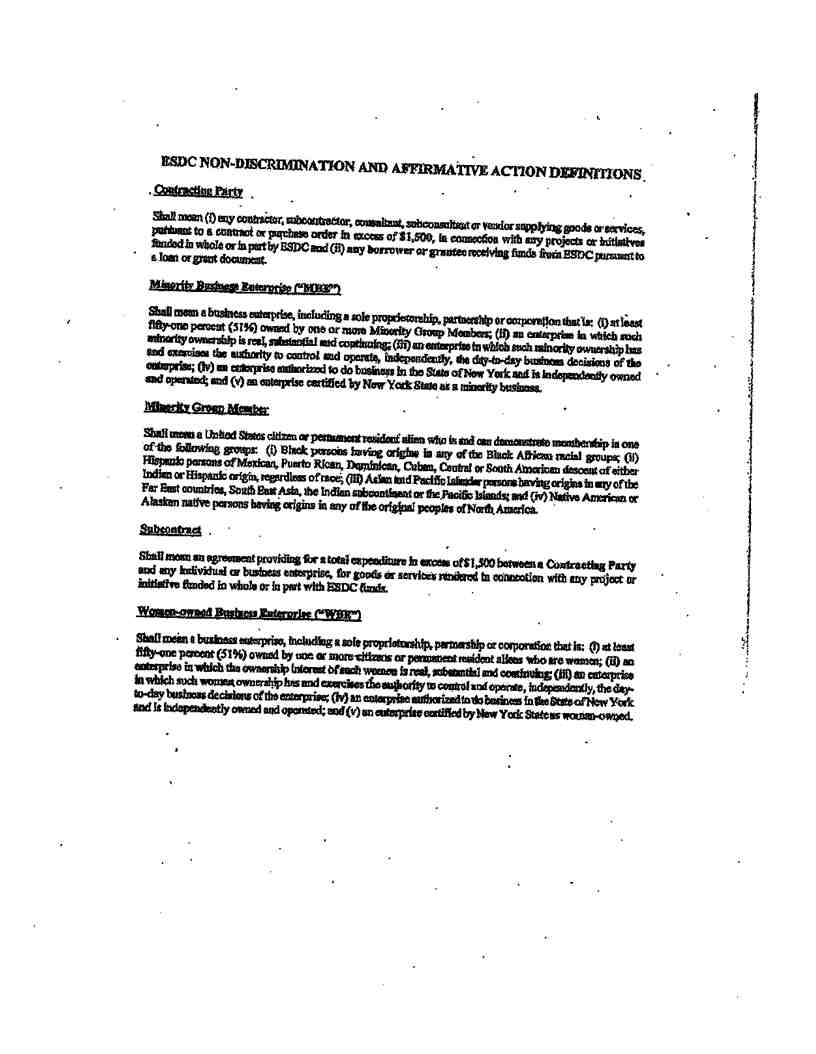 ESDC NON-DISCRIMINATION AND AFFIRMATIVE ACTION DEFINITIONS
Contracting Party
Shall mean (i) any contractor, subcontractor, consultant, subconsultant or vendor supplying goods or services,
pursuant to a contract or purchase order in excess of $1,500, in connection with any projects or initiatives
funded in whole or in part by ESDC and (ii) any borrower or grantee receiving funds from ESDC pursuant to
a loan or grant document.
Minority Business Enterprise ("MBE")
Shall mean a business enterprise, including a sole proprietorship, partnership or corporation that is: (i) at least
fifty-one percent (51%) owned by one or more Minority Group Members; (ii) an enterprise in which such
minority ownership is real, substantial and continuing; (iii) an enterprise in which such minority ownership has
and exercises the authority to control and operate, independently, the day-to-day business decisions of the
enterprise; (iv) an enterprise authorized to do business in the State of New York and is independently owned
and operated; and (v) an enterprise certified by New York State as a minority business.
Minority Group Member
Shall mean a United States citizen or permanent resident alien who is and can demonstrate membership in one
of the following groups: (i) Black persons having origins in any of the Black African racial groups; (ii)
Hispanic persons of Mexican, Puerto Rican, Dominican, Cuban, Central or South American descent of either
Indian or Hispanic origin, regardless of race; (iii) Asian and Pacific Islander persons having origins in any of the
Far East countries, South East Asia, the Indian subcontinent or the Pacific Islands; and (iv) Native American or
Alaskan native persons having origins in any of the original peoples of North America.
Subcontract
Shall mean an agreement providing for a total expenditure in excess of $1,500 between a Contracting Party
and any individual or business enterprise, for goods or services rendered in connection with any project or
initiative funded in whole or in part with ESDC funds.
Women-owned Business Enterprise ("WBE")
Shall mean a business enterprise, including a sole proprietorship, partnership or corporation that is: (i) at least
fifty-one percent (51%) owned by one or more citizens or permanent resident aliens who are women; (ii) an
enterprise in which the ownership interest of such women is real, substantial and continuing; (iii) an enterprise
in which such women ownership has and exercises the authority to control and operate, independently, the day-
to-day business decisions of the enterprise; (iv) an enterprise authorized to do business in the State of New York
and is independently owned and operated; and (v) an enterprise certified by New York State as woman-owned.